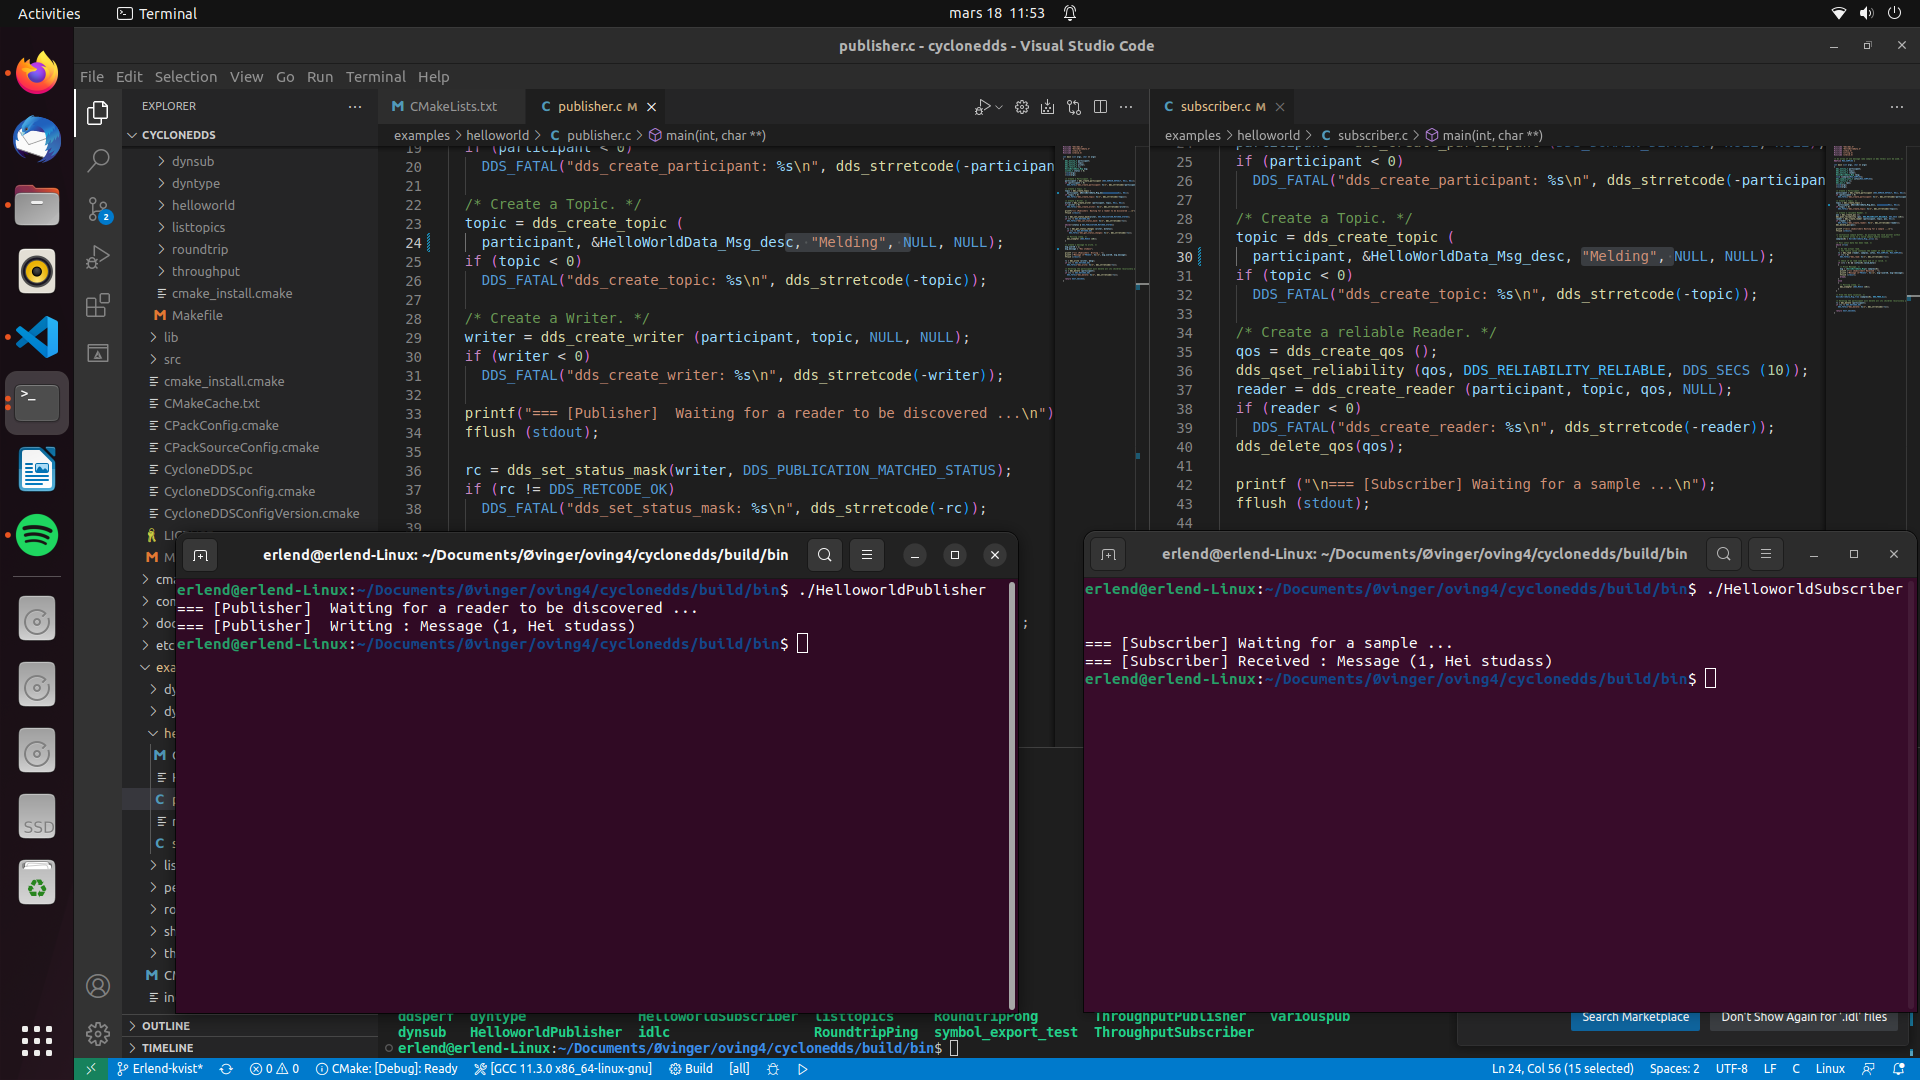 Activities
Terminal
mars 18 11:53
publisher.c - cyclonedds - Visual Studio Code
File Edit Selection View Go Run Terminal Help
EXPLORER
CYCLONEDDS
dynsub
dyntype
helloworld
listtopics
roundtrip
throughput
cmake_install.cmake
Makefile
lib
src
cmake_install.cmake
CMakeCache.txt
CPackConfig.cmake
CPackSourceConfig.cmake
CycloneDDS.pc
CycloneDDSConfig.cmake
CycloneDDSConfigVersion.cmake
OUTLINE
TIMELINE
CMakeLists.txt
publisher.c M
examples > helloworld > C publisher.c > main(int, char **)
19 if (participant < 0)
20 DDS_FATAL("dds_create_participant: %s\n", dds_strretcode(-participan
21
22 /* Create a Topic. */
23 topic = dds_create_topic (
24 participant, &HelloWorldData_Msg_desc, "Melding", NULL, NULL);
25 if (topic < 0)
26 DDS_FATAL("dds_create_topic: %s\n", dds_strretcode(-topic));
27
28 /* Create a Writer. */
29 writer = dds_create_writer (participant, topic, NULL, NULL);
30 if (writer < 0)
31 DDS_FATAL("dds_create_writer: %s\n", dds_strretcode(-writer));
32
33 printf("=== [Publisher]  Waiting for a reader to be discovered ...\n")
34 fflush (stdout);
35
36 rc = dds_set_status_mask(writer, DDS_PUBLICATION_MATCHED_STATUS);
37 if (rc != DDS_RETCODE_OK)
38 DDS_FATAL("dds_set_status_mask: %s\n", dds_strretcode(-rc));
39
subscriber.c M
examples > helloworld > C subscriber.c > main(int, char **)
25 if (participant < 0)
26 DDS_FATAL("dds_create_participant: %s\n", dds_strretcode(-participan
27
28 /* Create a Topic. */
29 topic = dds_create_topic (
30 participant, &HelloWorldData_Msg_desc, "Melding", NULL, NULL);
31 if (topic < 0)
32 DDS_FATAL("dds_create_topic: %s\n", dds_strretcode(-topic));
33
34 /* Create a reliable Reader. */
35 qos = dds_create_qos ();
36 dds_qset_reliability (qos, DDS_RELIABILITY_RELIABLE, DDS_SECS (10));
37 reader = dds_create_reader (participant, topic, qos, NULL);
38 if (reader < 0)
39 DDS_FATAL("dds_create_reader: %s\n", dds_strretcode(-reader));
40 dds_delete_qos(qos);
41
42 printf ("\n=== [Subscriber] Waiting for a sample ...\n");
43 fflush (stdout);
44
erlend@erlend-Linux: ~/Documents/Øvinger/oving4/cyclonedds/build/bin
erlend@erlend-Linux:~/Documents/Øvinger/oving4/cyclonedds/build/bin$ ./HelloworldPublisher
=== [Publisher]  Waiting for a reader to be discovered ...
=== [Publisher]  Writing : Message (1, Hei studass)
erlend@erlend-Linux:~/Documents/Øvinger/oving4/cyclonedds/build/bin$
erlend@erlend-Linux: ~/Documents/Øvinger/oving4/cyclonedds/build/bin
erlend@erlend-Linux:~/Documents/Øvinger/oving4/cyclonedds/build/bin$ ./HelloworldSubscriber
=== [Subscriber] Waiting for a sample ...
=== [Subscriber] Received : Message (1, Hei studass)
erlend@erlend-Linux:~/Documents/Øvinger/oving4/cyclonedds/build/bin$
ddsperf dyntype HelloworldSubscriber listtopics RoundtripPong ThroughputPublisher variouspub
dynsub HelloworldPublisher idlc RoundtripPing symbol_export_test ThroughputSubscriber
erlend@erlend-Linux:~/Documents/Øvinger/oving4/cyclonedds/build/bin$
Search Marketplace
Don't Show Again for '.idl' files
SSD
Erlend-kvist* 0 0 CMake: [Debug]: Ready [GCC 11.3.0 x86_64-linux-gnu] Build [all]
Ln 24, Col 56 (15 selected) Spaces: 2 UTF-8 LF C Linux